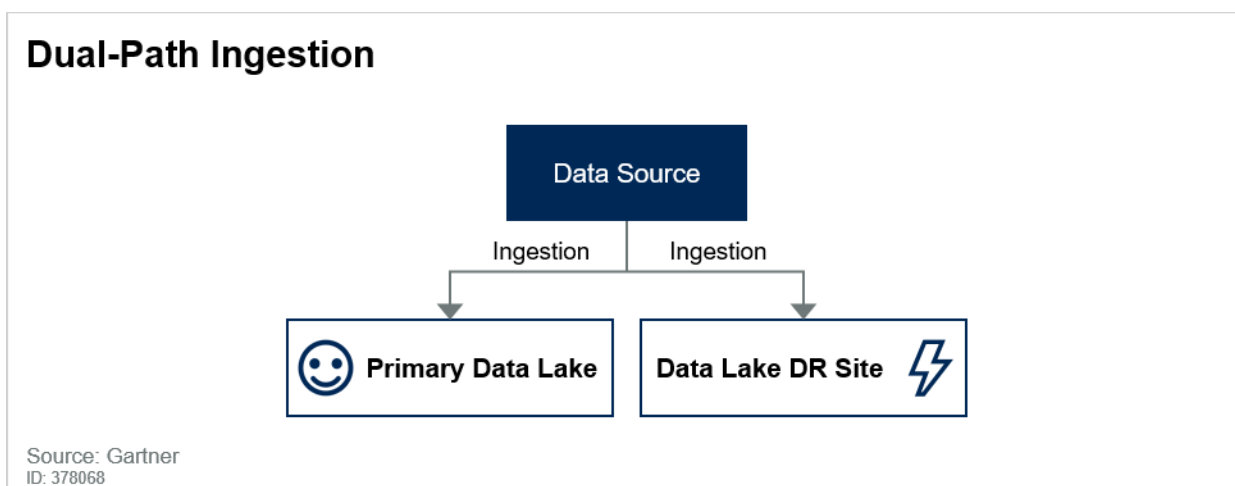 Dual-Path Ingestion
Data Source
Ingestion
Ingestion
Primary Data Lake
Data Lake DR Site
Source: Gartner
ID: 378068